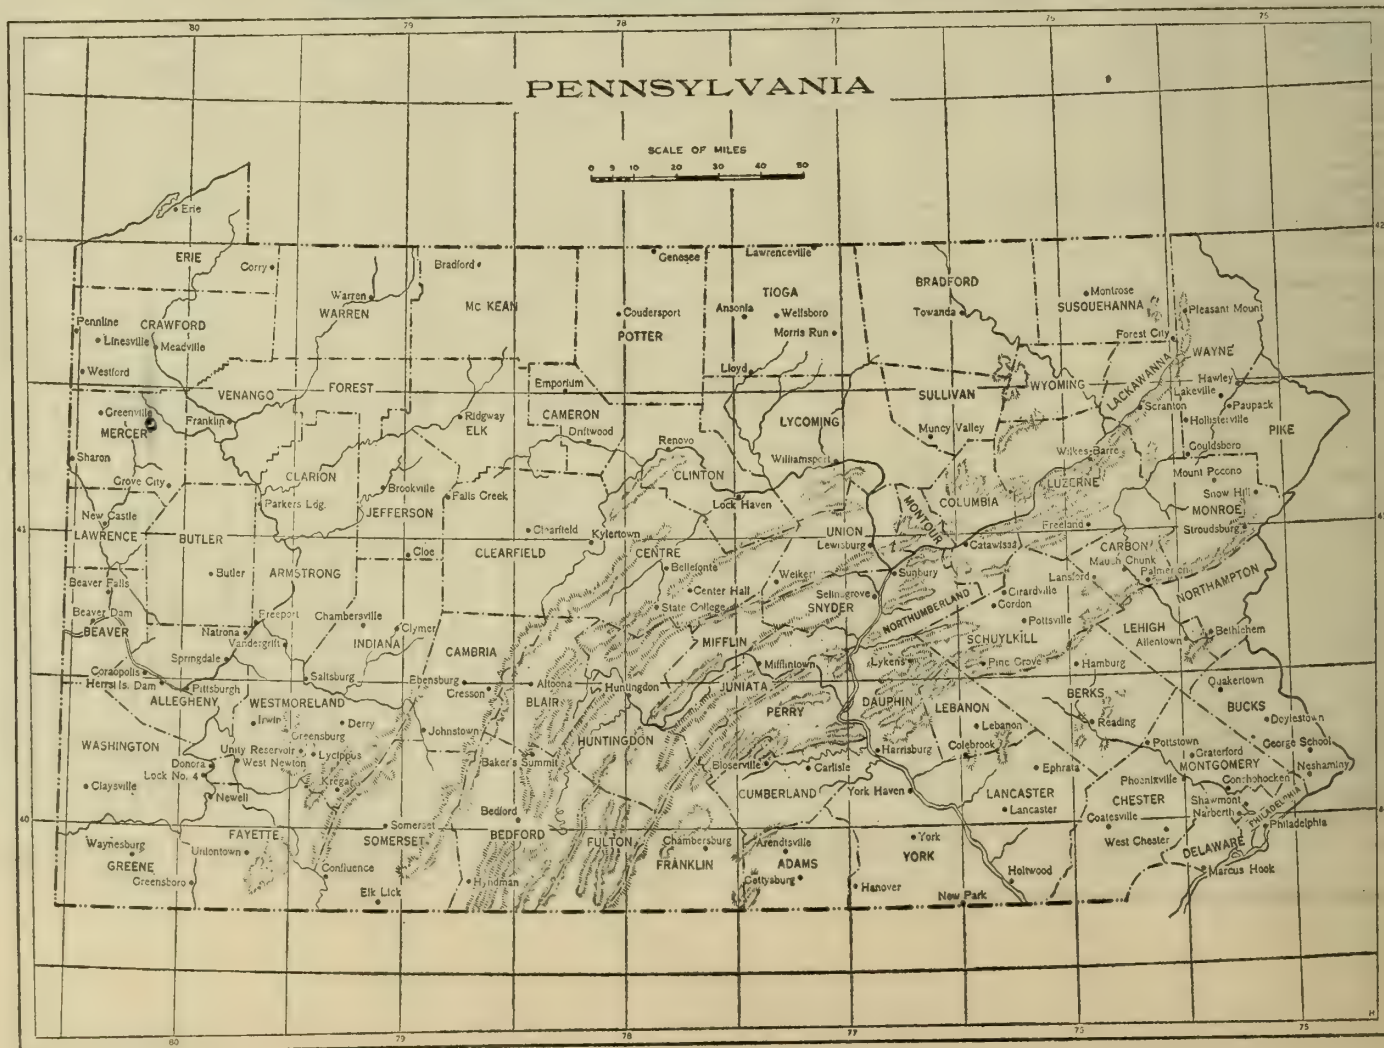 80 79 78 77 76 75
PENNSYLVANIA
SCALE OF MILES
0 5 10 20 30 40 50
Erie
42 42
ERIE
Corry
Bradford
Genesee
Lawrenceville
Warren
WARREN
Mc KEAN
Coudersport
POTTER
TIOGA
Ansonia
Wellsboro
Morris Run
BRADFORD
Towanda
Montrose
SUSQUEHANNA
Pleasant Mount
Forest City
WAYNE
Pennline
CRAWFORD
Linesville
Meadville
Westford
VENANGO
FOREST
Emporium
Lloyd
SULLIVAN
WYOMING
LACKAWANNA
Hawley
Lakeville
Scranton
Paupack
Greenville
MERCER
Franklin
Ridgway
ELK
CAMERON
Driftwood
LYCOMING
Muncy Valley
Hollisterville
PIKE
Renovo
Williamsport
Wilkes-Barre
Gouldsboro
Sharon
Grove City
CLARION
CLINTON
LUZERNE
Mount Pocono
Parkers Ldg.
Brookville
Falls Creek
Lock Haven
COLUMBIA
Snow Hill
MONROE
New Castle
LAWRENCE
BUTLER
JEFFERSON
Clearfield
Kylertown
UNION
MONTOUR
Freeland
Stroudsburg
41
Cloe
CLEARFIELD
CENTRE
Lewisburg
Catawissa
CARBON
Mauch Chunk
Beaver Falls
Butler
ARMSTRONG
Bellefonte
Weikert
Sunbury
Lansford
Palmerton
Center Hall
Selinsgrove
Girardville
NORTHAMPTON
Beaver Dam
BEAVER
Freeport
Chambersville
State College
SNYDER
NORTHUMBERLAND
Gordon
Pottsville
Natrona
Vandergrift
Clymer
INDIANA
MIFFLIN
SCHUYLKILL
LEHIGH
Allentown
Bethlehem
Springdale
CAMBRIA
Mifflintown
Lykens
Pine Grove
Hamburg
Coraopolis
Herrs Is. Dam
Pittsburgh
ALLEGHENY
Saltsburg
Ebensburg
Cresson
Altoona
BLAIR
Huntingdon
JUNIATA
Quakertown
WESTMORELAND
PERRY
DAUPHIN
LEBANON
BERKS
BUCKS
Irwin
Greensburg
Derry
Johnstown
HUNTINGDON
Lebanon
Reading
Doylestown
WASHINGTON
Unity Reservoir
Lycippus
Harrisburg
Colebrook
Pottstown
George School
Donora
West Newton
Baker's Summit
Bloserville
Carlisle
Ephrata
Graterford
MONTGOMERY
Neshaminy
Lock No. 4
Kregar
CUMBERLAND
York Haven
LANCASTER
Phoenixville
Conshohocken
Claysville
Newell
Bedford
Lancaster
CHESTER
Shawmont
Narberth
PHILADELPHIA
40 40
FAYETTE
Somerset
SOMERSET
BEDFORD
FULTON
Chambersburg
Arendtsville
York
Coatesville
West Chester
Philadelphia
Waynesburg
GREENE
Uniontown
FRANKLIN
ADAMS
YORK
DELAWARE
Greensboro
Confluence
Hyndman
Gettysburg
Hanover
Holtwood
Marcus Hook
Elk Lick
New Park
80 79 78 77 75
H